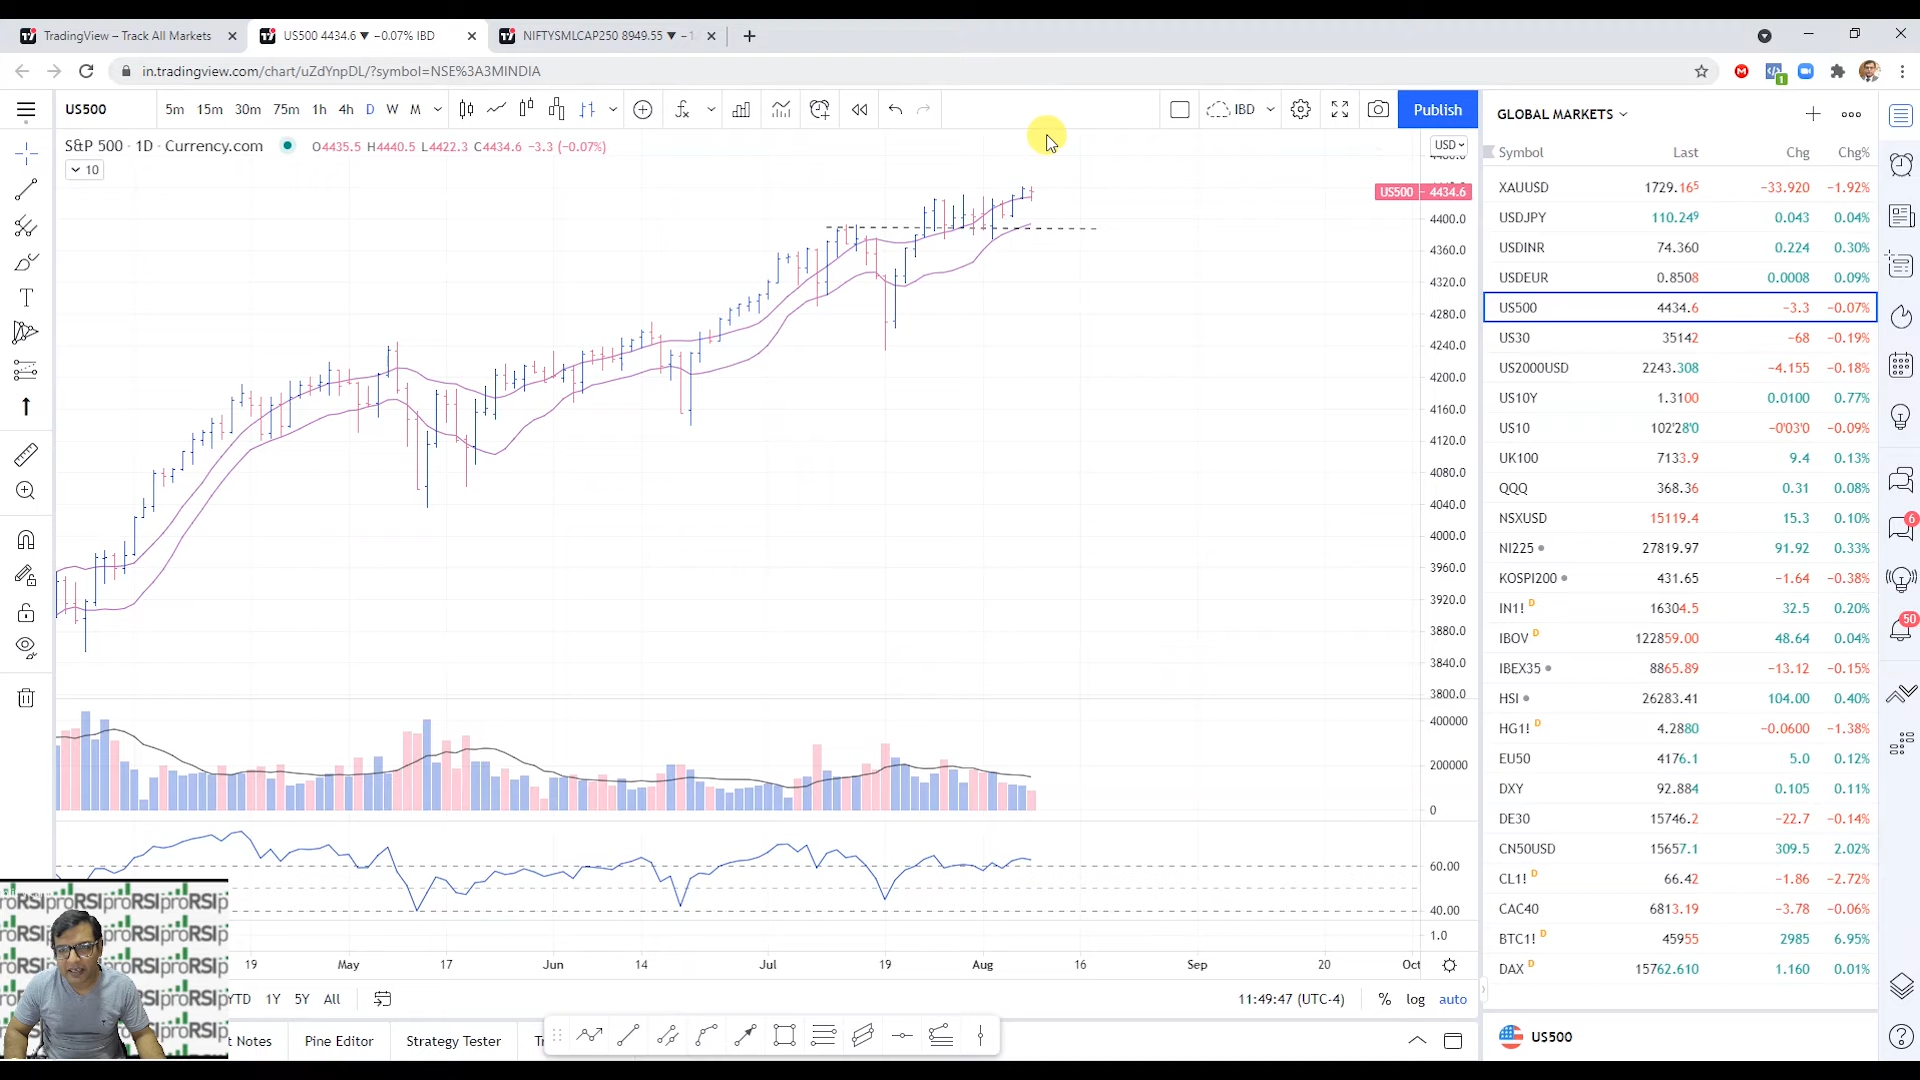 TradingView – Track All Markets
US500 4434.6 ▼ −0.07% IBD
NIFTYSMLCAP250 8949.55 ▼ −1
in.tradingview.com/chart/uZdYnpDL/?symbol=NSE%3A3MINDIA
1
US500 5m 15m 30m 75m 1h 4h D W M IBD Publish
GLOBAL MARKETS
S&P 500 · 1D · Currency.com O4435.5 H4440.5 L4422.3 C4434.6 −3.3 (−0.07%)
USD
10
Symbol Last Chg Chg%
XAUUSD 1729.165 −33.920 −1.92%
USDJPY 110.249 0.043 0.04%
USDINR 74.360 0.224 0.30%
USDEUR 0.8508 0.0008 0.09%
US500 4434.6 −3.3 −0.07%
US30 35142 −68 −0.19%
US2000USD 2243.308 −4.155 −0.18%
US10Y 1.3100 0.0100 0.77%
US10 102'28'0 −0'03'0 −0.09%
UK100 7133.9 9.4 0.13%
QQQ 368.36 0.31 0.08%
NSXUSD 15119.4 15.3 0.10%
NI225 27819.97 91.92 0.33%
KOSPI200 431.65 −1.64 −0.38%
IN1! D 16304.5 32.5 0.20%
IBOV D 122859.00 48.64 0.04%
IBEX35 8865.89 −13.12 −0.15%
HSI 26283.41 104.00 0.40%
HG1! D 4.2880 −0.0600 −1.38%
EU50 4176.1 5.0 0.12%
DXY 92.884 0.105 0.11%
DE30 15746.2 −22.7 −0.14%
CN50USD 15657.1 309.5 2.02%
CL1! D 66.42 −1.86 −2.72%
CAC40 6813.19 −3.78 −0.06%
BTC1! D 45955 2985 6.95%
DAX D 15762.610 1.160 0.01%
US500
6
50
US500 4434.6
4400.0
4360.0
4320.0
4280.0
4240.0
4200.0
4160.0
4120.0
4080.0
4040.0
4000.0
3960.0
3920.0
3880.0
3840.0
3800.0
400000
200000
0
60.00
40.00
1.0
19 May 17 Jun 14 Jul 19 Aug 16 Sep 20 Oct
YTD 1Y 5Y All 11:49:47 (UTC-4) % log auto
t Notes Pine Editor Strategy Tester
proRSI